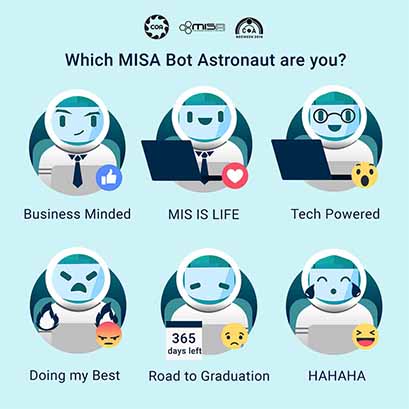 COA
MISA
COA
Which MISA Bot Astronaut are you?
Business Minded
MIS IS LIFE
Tech Powered
365
days left
Doing my Best
Road to Graduation
HAHAHA